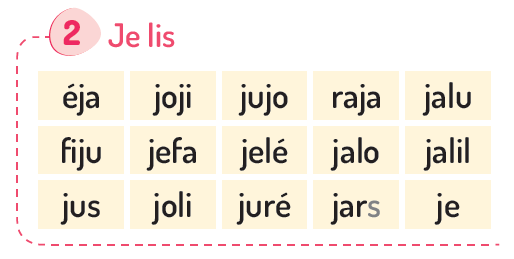 2 Je lis
éja joji jujo raja jalu
fiju jefa jelé jalo jalil
jus joli juré jars je